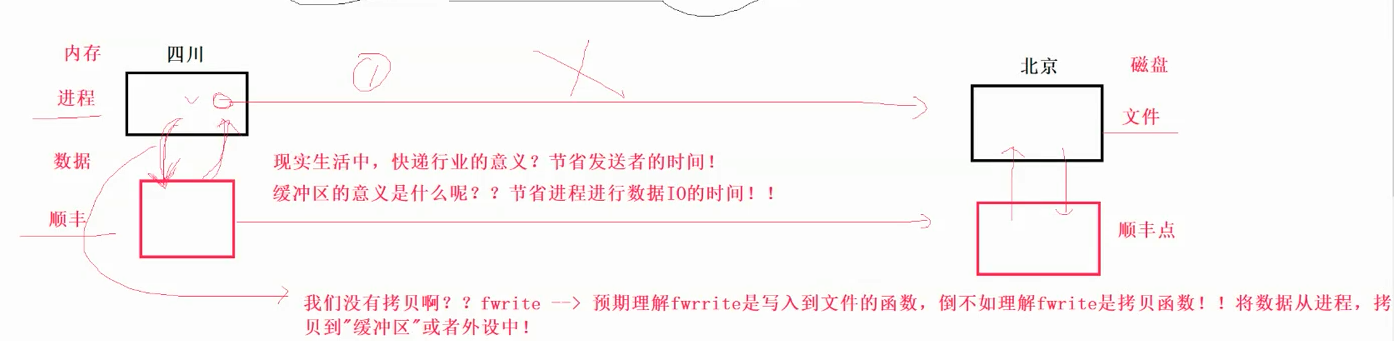 内存 四川
北京 磁盘
①
进程
文件
数据
现实生活中，快递行业的意义？节省发送者的时间！
缓冲区的意义是什么呢？？节省进程进行数据IO的时间！！
顺丰
顺丰点
我们没有拷贝啊？？fwrite --> 预期理解fwrrite是写入到文件的函数，倒不如理解fwrite是拷贝函数！！将数据从进程，拷
贝到"缓冲区"或者外设中！